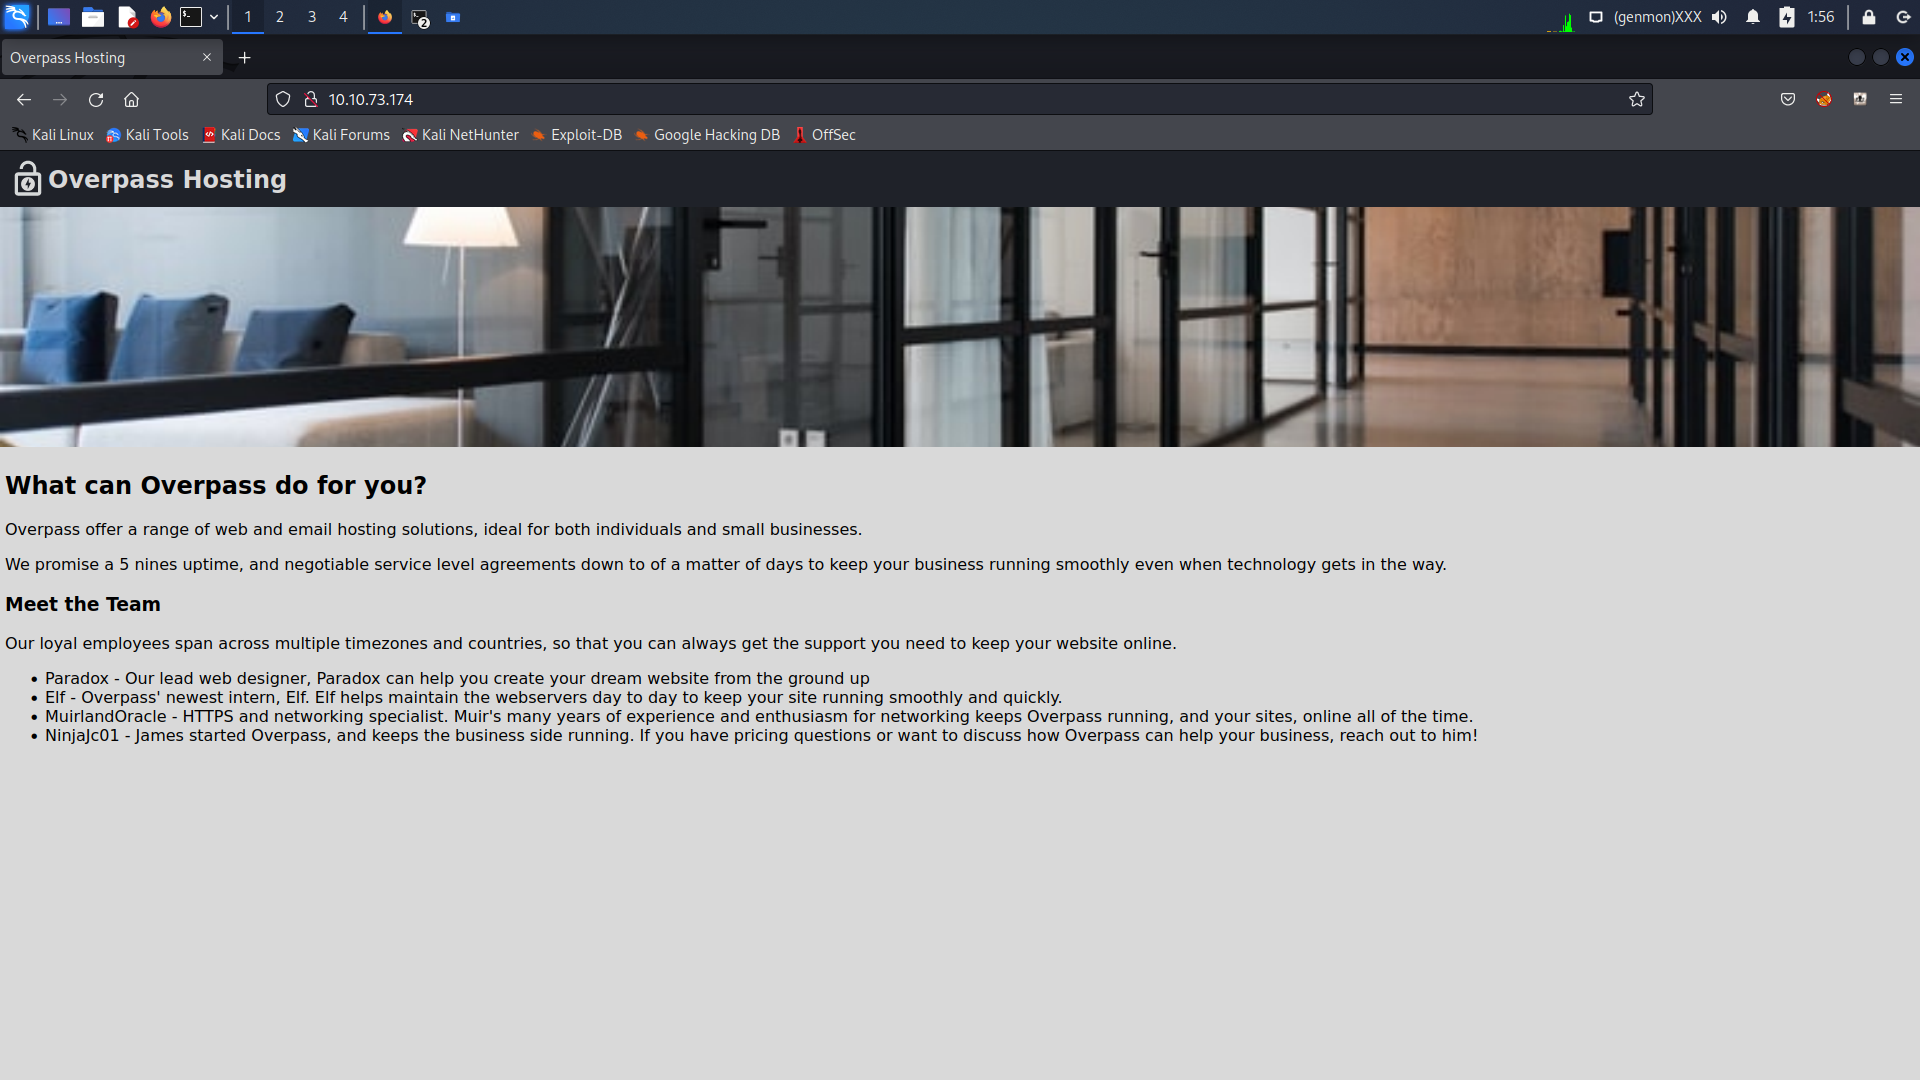 1 2 3 4 2 (genmon)XXX 1:56
Overpass Hosting
10.10.73.174
Kali Linux Kali Tools Kali Docs Kali Forums Kali NetHunter Exploit-DB Google Hacking DB OffSec
Overpass Hosting
What can Overpass do for you?
Overpass offer a range of web and email hosting solutions, ideal for both individuals and small businesses.
We promise a 5 nines uptime, and negotiable service level agreements down to of a matter of days to keep your business running smoothly even when technology gets in the way.
Meet the Team
Our loyal employees span across multiple timezones and countries, so that you can always get the support you need to keep your website online.
• Paradox - Our lead web designer, Paradox can help you create your dream website from the ground up
• Elf - Overpass' newest intern, Elf. Elf helps maintain the webservers day to day to keep your site running smoothly and quickly.
• MuirlandOracle - HTTPS and networking specialist. Muir's many years of experience and enthusiasm for networking keeps Overpass running, and your sites, online all of the time.
• NinjaJc01 - James started Overpass, and keeps the business side running. If you have pricing questions or want to discuss how Overpass can help your business, reach out to him!